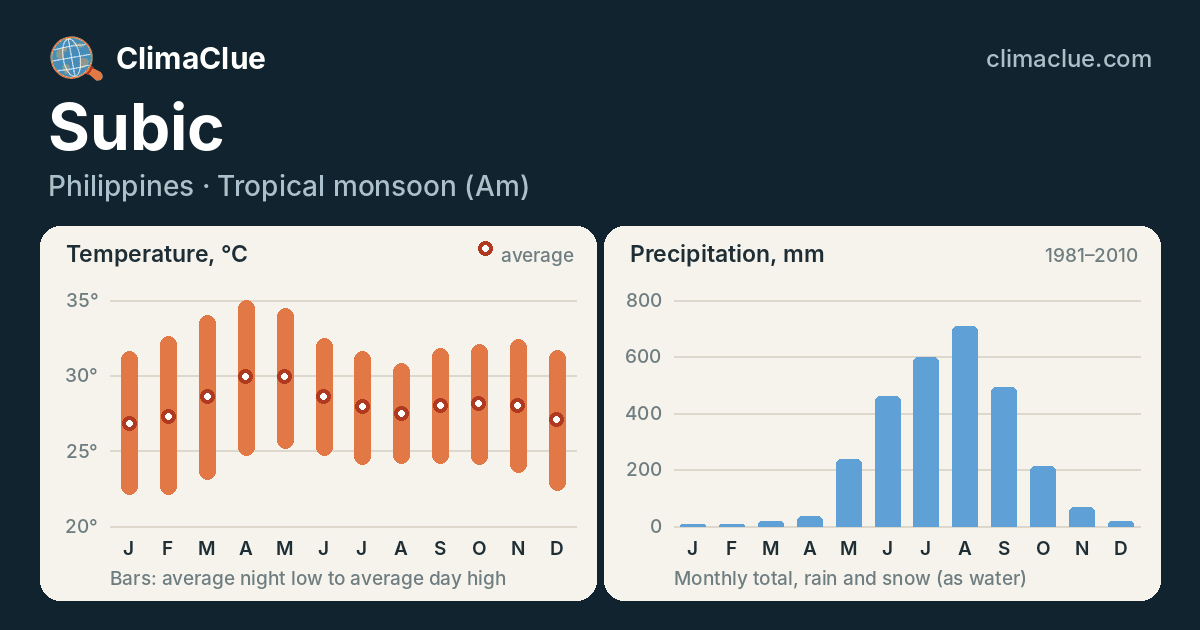 ClimaClue
climaclue.com
Subic
Philippines · Tropical monsoon (Am)
Temperature, °C
average
35°
30°
25°
20°
J F M A M J J A S O N D
Bars: average night low to average day high
Precipitation, mm
1981–2010
800
600
400
200
0
J F M A M J J A S O N D
Monthly total, rain and snow (as water)